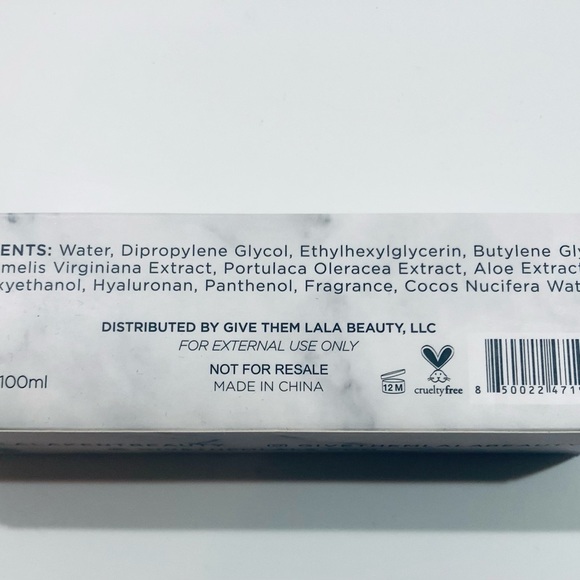 ENTS: Water, Dipropylene Glycol, Ethylhexylglycerin, Butylene Gly
melis Virginiana Extract, Portulaca Oleracea Extract, Aloe Extract
xyethanol, Hyaluronan, Panthenol, Fragrance, Cocos Nucifera Wat
DISTRIBUTED BY GIVE THEM LALA BEAUTY, LLC
FOR EXTERNAL USE ONLY
NOT FOR RESALE
MADE IN CHINA
100ml
12M
crueltyfree
8 50022 471